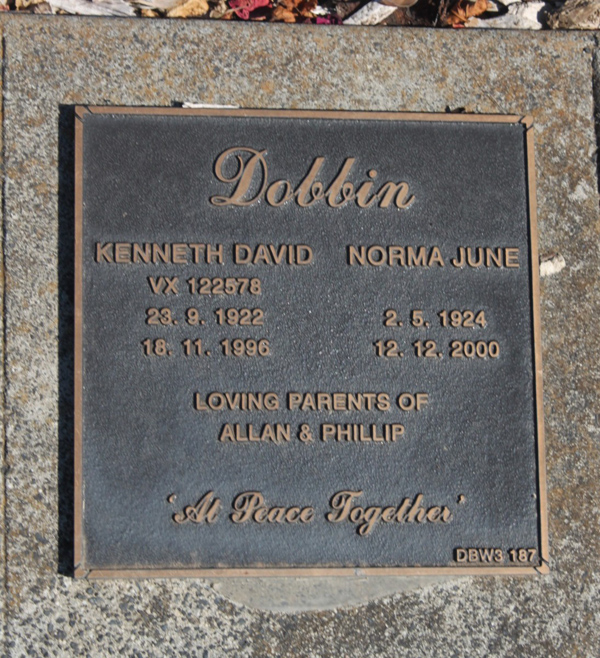 Dobbin
KENNETH DAVID NORMA JUNE
VX 122578
23. 9. 1922 2. 5. 1924
18. 11. 1996 12. 12. 2000
LOVING PARENTS OF
ALLAN & PHILLIP
'At Peace Together'
DBW3 187